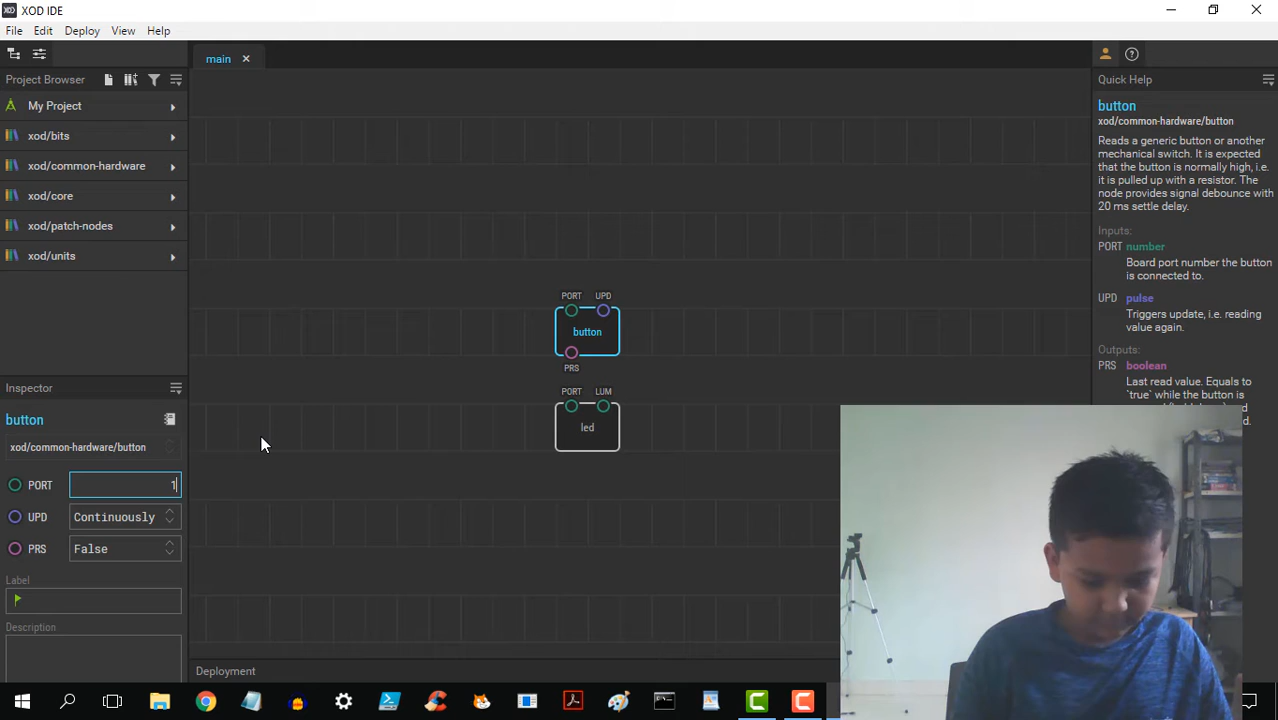 XOD IDE
File Edit Deploy View Help
main
Project Browser
Quick Help
My Project
xod/bits
xod/common-hardware
xod/core
xod/patch-nodes
xod/units
button
xod/common-hardware/button
Reads a generic button or another
mechanical switch. It is expected
that the button is normally high, i.e.
it is pulled up with a resistor. The
node provides signal debounce with
20 ms settle delay.
Inputs:
PORT number
Board port number the button
is connected to.
UPD pulse
Triggers update, i.e. reading
value again.
Outputs:
PRS boolean
Last read value. Equals to
`true` while the button is
PORT UPD
button
PRS
PORT LUM
led
Inspector
button
xod/common-hardware/button
PORT 1
UPD Continuously
PRS False
Label
Description
Deployment